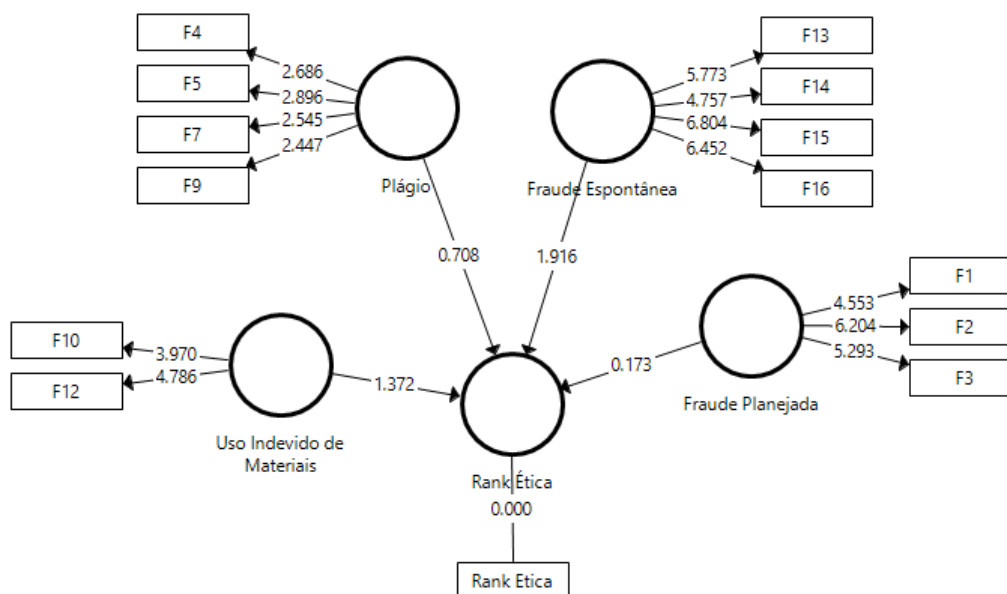 F4
F5
F7
F9
2.686
2.896
2.545
2.447
Plágio
F13
F14
F15
F16
5.773
4.757
6.804
6.452
Fraude Espontânea
0.708
1.916
F10
F12
3.970
4.786
Uso Indevido de
Materiais
1.372
F1
F2
F3
4.553
6.204
5.293
Fraude Planejada
0.173
Rank Ética
0.000
Rank Etica